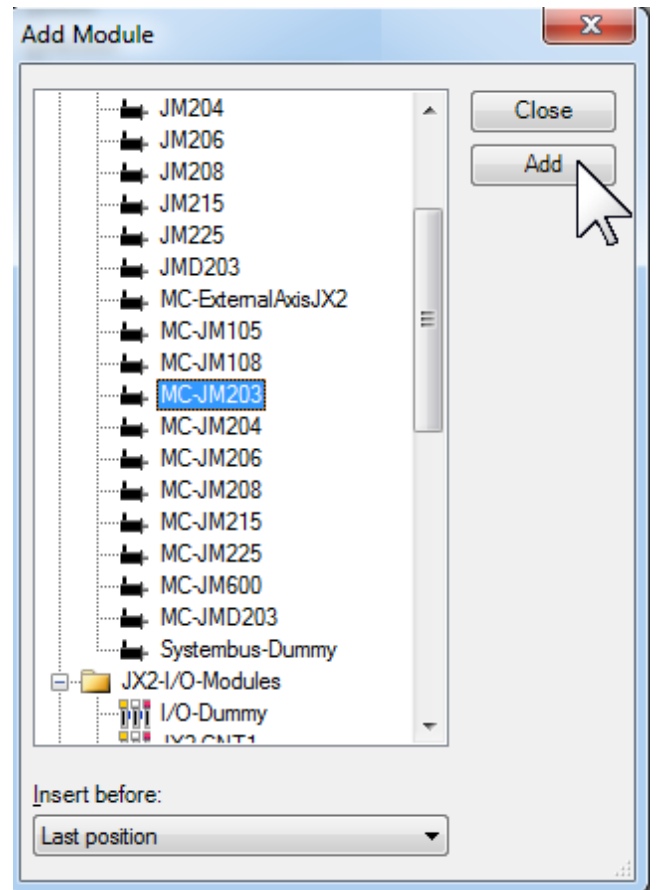 Add Module
JM204
JM206
JM208
JM215
JM225
JMD203
MC-ExternalAxisJX2
MC-JM105
MC-JM108
MC-JM203
MC-JM204
MC-JM206
MC-JM208
MC-JM215
MC-JM225
MC-JM600
MC-JMD203
Systembus-Dummy
JX2-I/O-Modules
I/O-Dummy
JX2-CNT1
Close
Add
Insert before:
Last position